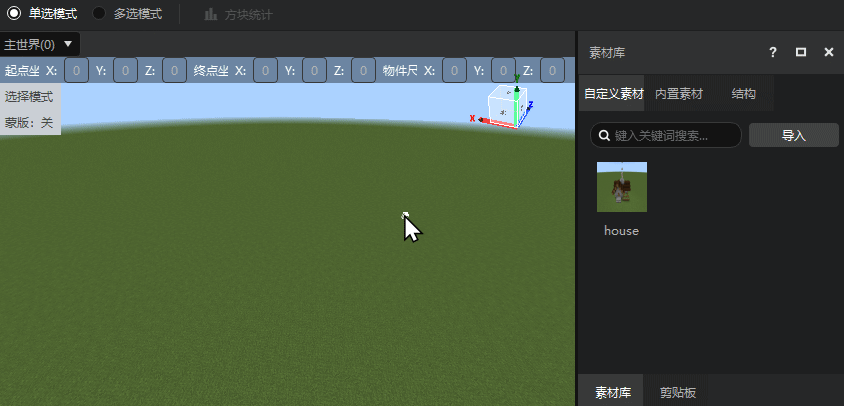 单选模式 多选模式 方块统计
主世界(0)
起点坐 X: 0 Y: 0 Z: 0 终点坐 X: 0 Y: 0 Z: 0 物件尺 X: 0 Y: 0 Z: 0
选择模式
蒙版：关
Y
Z
X
素材库 ?
自定义素材 内置素材 结构
键入关键词搜索... 导入
house
素材库 剪贴板